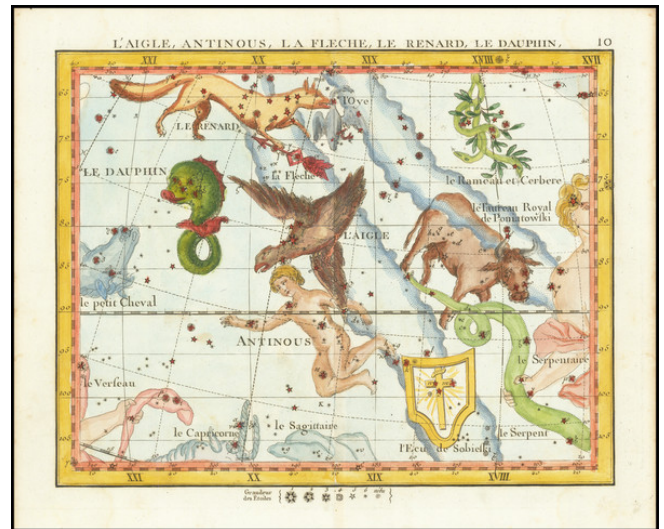 L'AIGLE, ANTINOUS, LA FLECHE, LE RENARD, LE DAUPHIN,
10
XXI XX XIX XVIII XVII
LE RENARD
l'Oye
la Fleche
LE DAUPHIN
le Rameau et Cerbere
le Taureau Royal
de Poniatowski
L'AIGLE
le petit Cheval
ANTINOUS
le Serpentaire
le Verseau
le Capricorne
le Sagittaire
l'Ecu de Sobieski
le Serpent
XXI XX XIX XVIII
Grandeur
des Etoiles